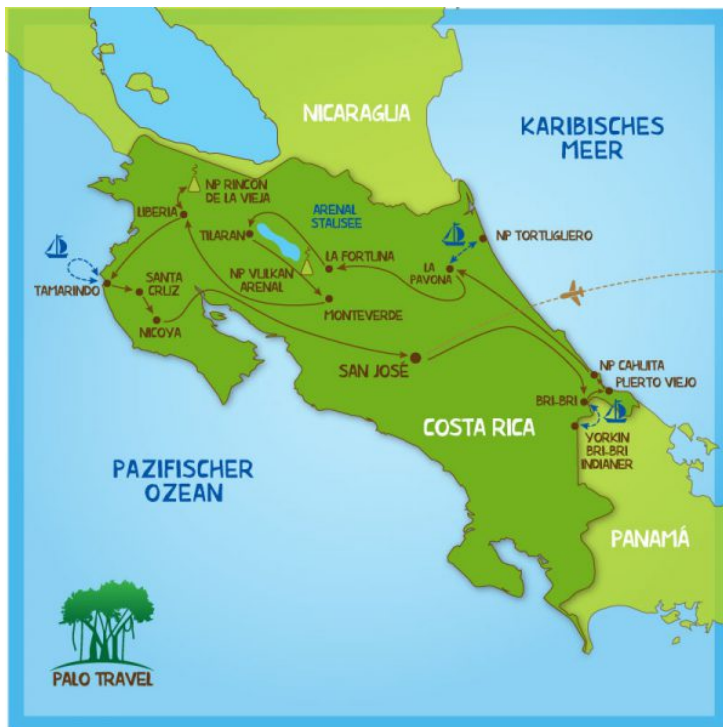 NICARAGUA
KARIBISCHES
MEER
NP RINCON
DE LA VIEJA
LIBERIA
ARENAL
STAUSEE
TILARAN
NP TORTUGUERO
LA FORTUNA
LA
PAVONA
NP VULKAN
ARENAL
TAMARINDO
SANTA
CRUZ
NICOYA
MONTEVERDE
SAN JOSÉ
NP CAHUITA
PUERTO VIEJO
BRI-BRI
COSTA RICA
YORKIN
BRI-BRI
INDIANER
PAZIFISCHER
OZEAN
PANAMÁ
PALO TRAVEL